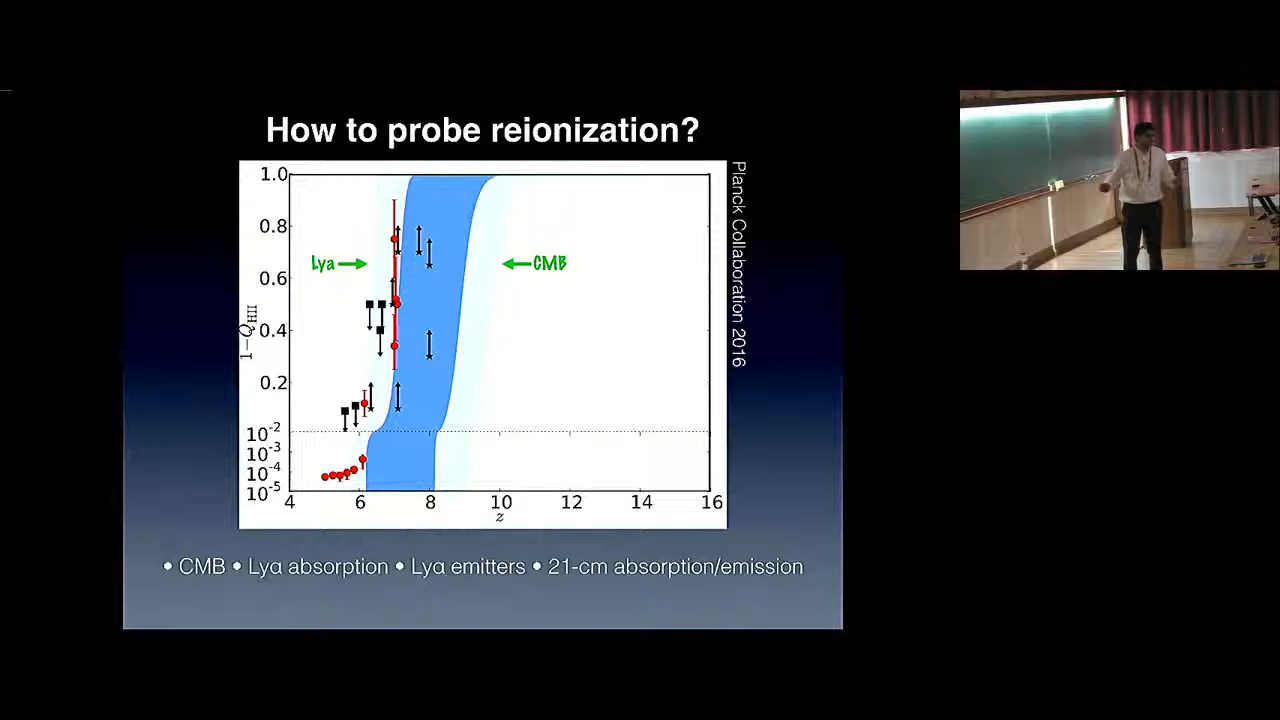 How to probe reionization?
Planck Collaboration 2016
1.0
0.8
Lya
CMB
0.6
0.4
1−Q_HII
0.2
10^-2
10^-3
10^-4
10^-5
4 6 8 10 12 14 16
z
• CMB • Lyα absorption • Lyα emitters • 21-cm absorption/emission